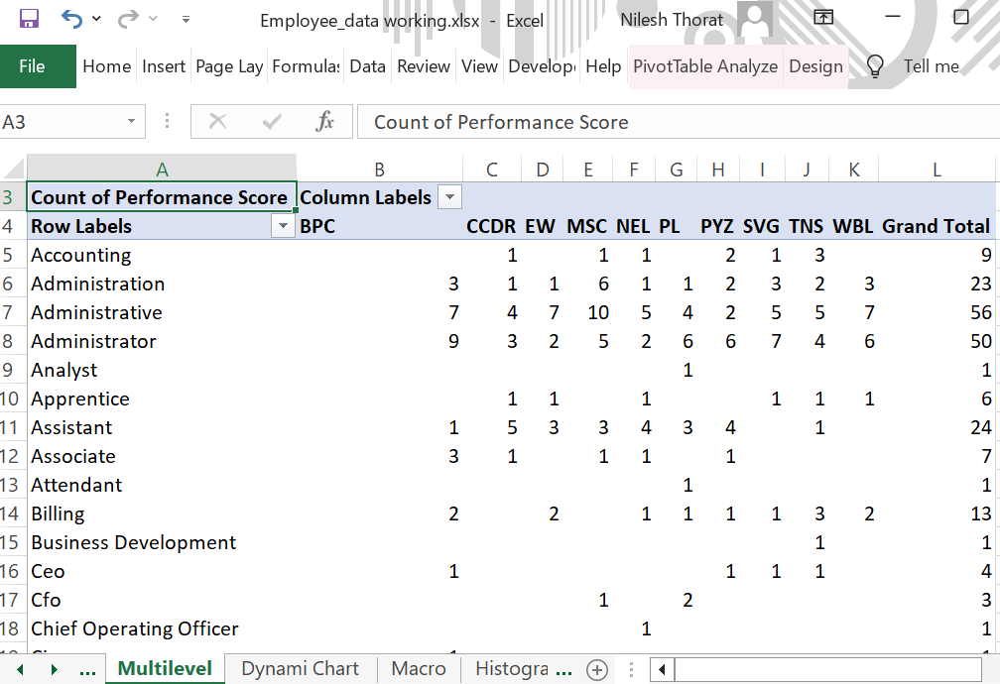 Employee_data working.xlsx - Excel Nilesh Thorat
File Home Insert Page Lay Formulas Data Review View Develop Help PivotTable Analyze Design Tell me
A3 fx Count of Performance Score
A B C D E F G H I J K L
3 Count of Performance Score Column Labels
4 Row Labels BPC CCDR EW MSC NEL PL PYZ SVG TNS WBL Grand Total
5 Accounting 1 1 1 2 1 3 9
6 Administration 3 1 1 6 1 1 2 3 2 3 23
7 Administrative 7 4 7 10 5 4 2 5 5 7 56
8 Administrator 9 3 2 5 2 6 6 7 4 6 50
9 Analyst 1 1
10 Apprentice 1 1 1 1 1 1 6
11 Assistant 1 5 3 3 4 3 4 1 24
12 Associate 3 1 1 1 1 7
13 Attendant 1 1
14 Billing 2 2 1 1 1 1 3 2 13
15 Business Development 1 1
16 Ceo 1 1 1 1 4
17 Cfo 1 2 3
18 Chief Operating Officer 1 1
... Multilevel Dynami Chart Macro Histogra ...